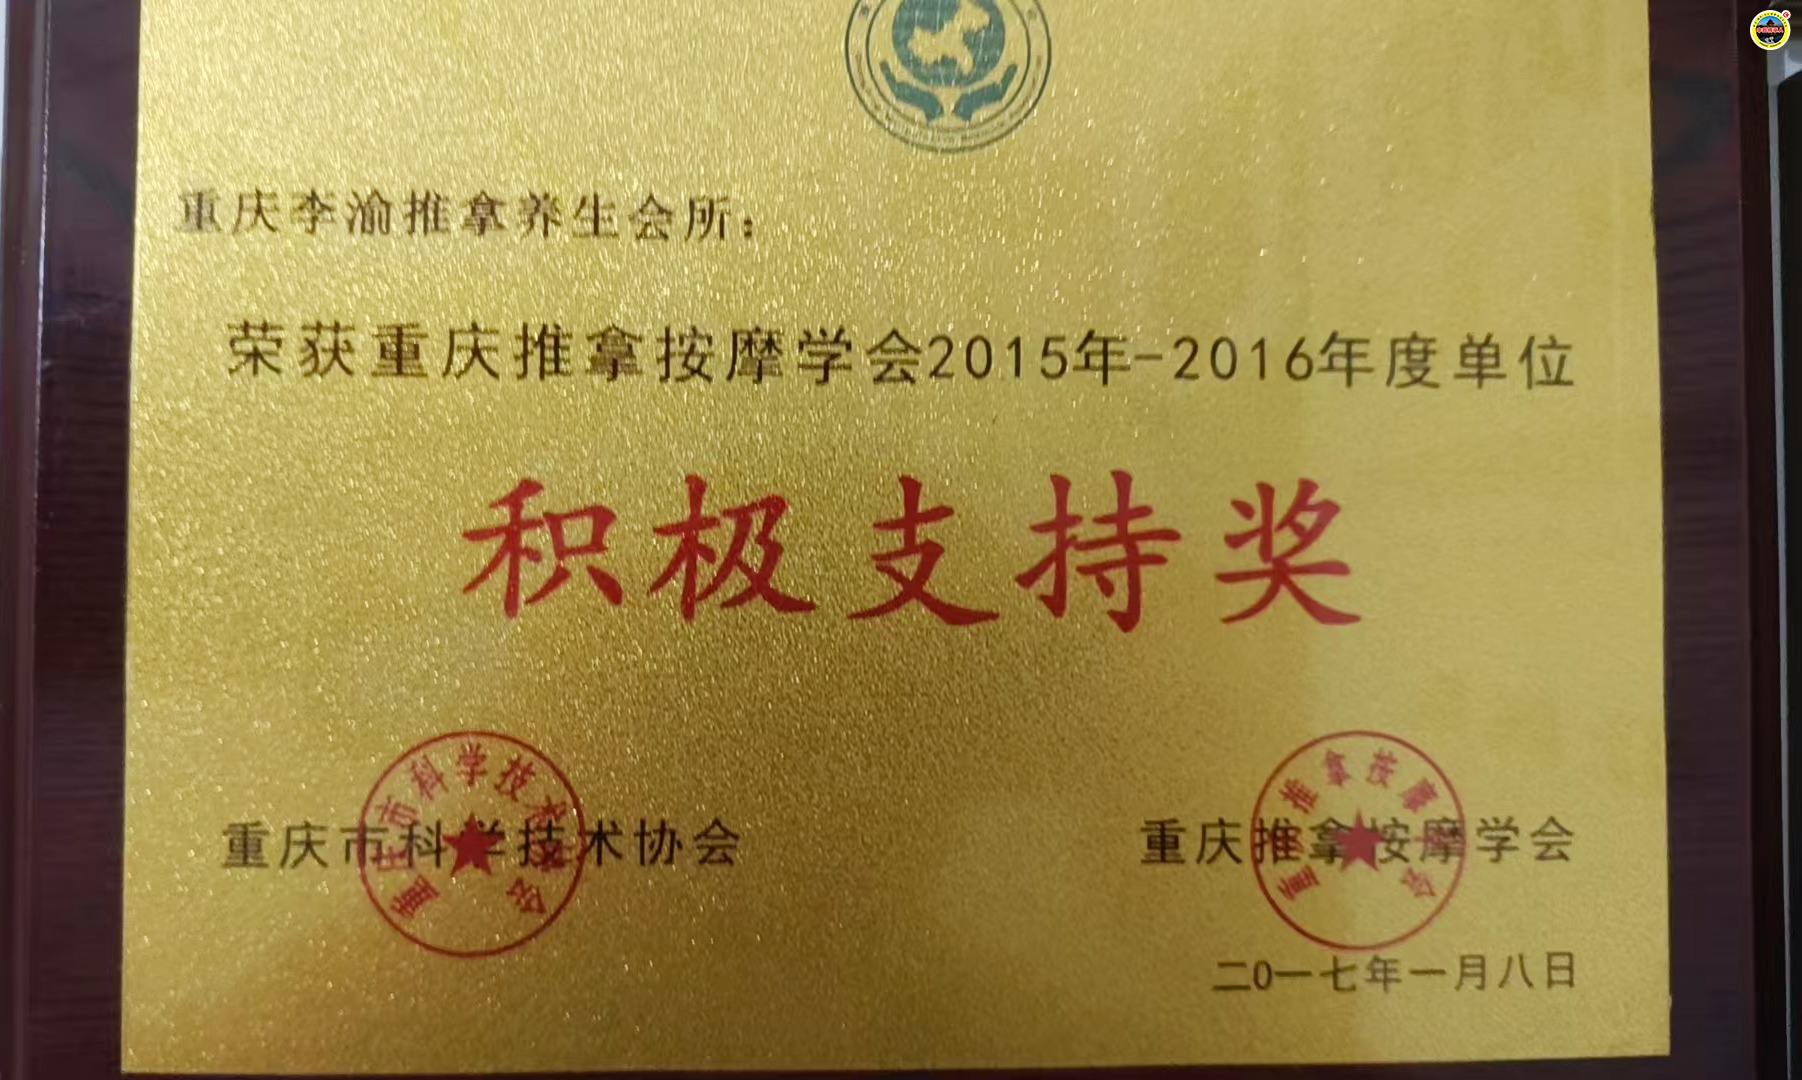 重庆李渝推拿养生会所：
荣获重庆推拿按摩学会2015年-2016年度单位
积极支持奖
重庆市科学技术协会
重庆推拿按摩学会
二0一七年一月八日